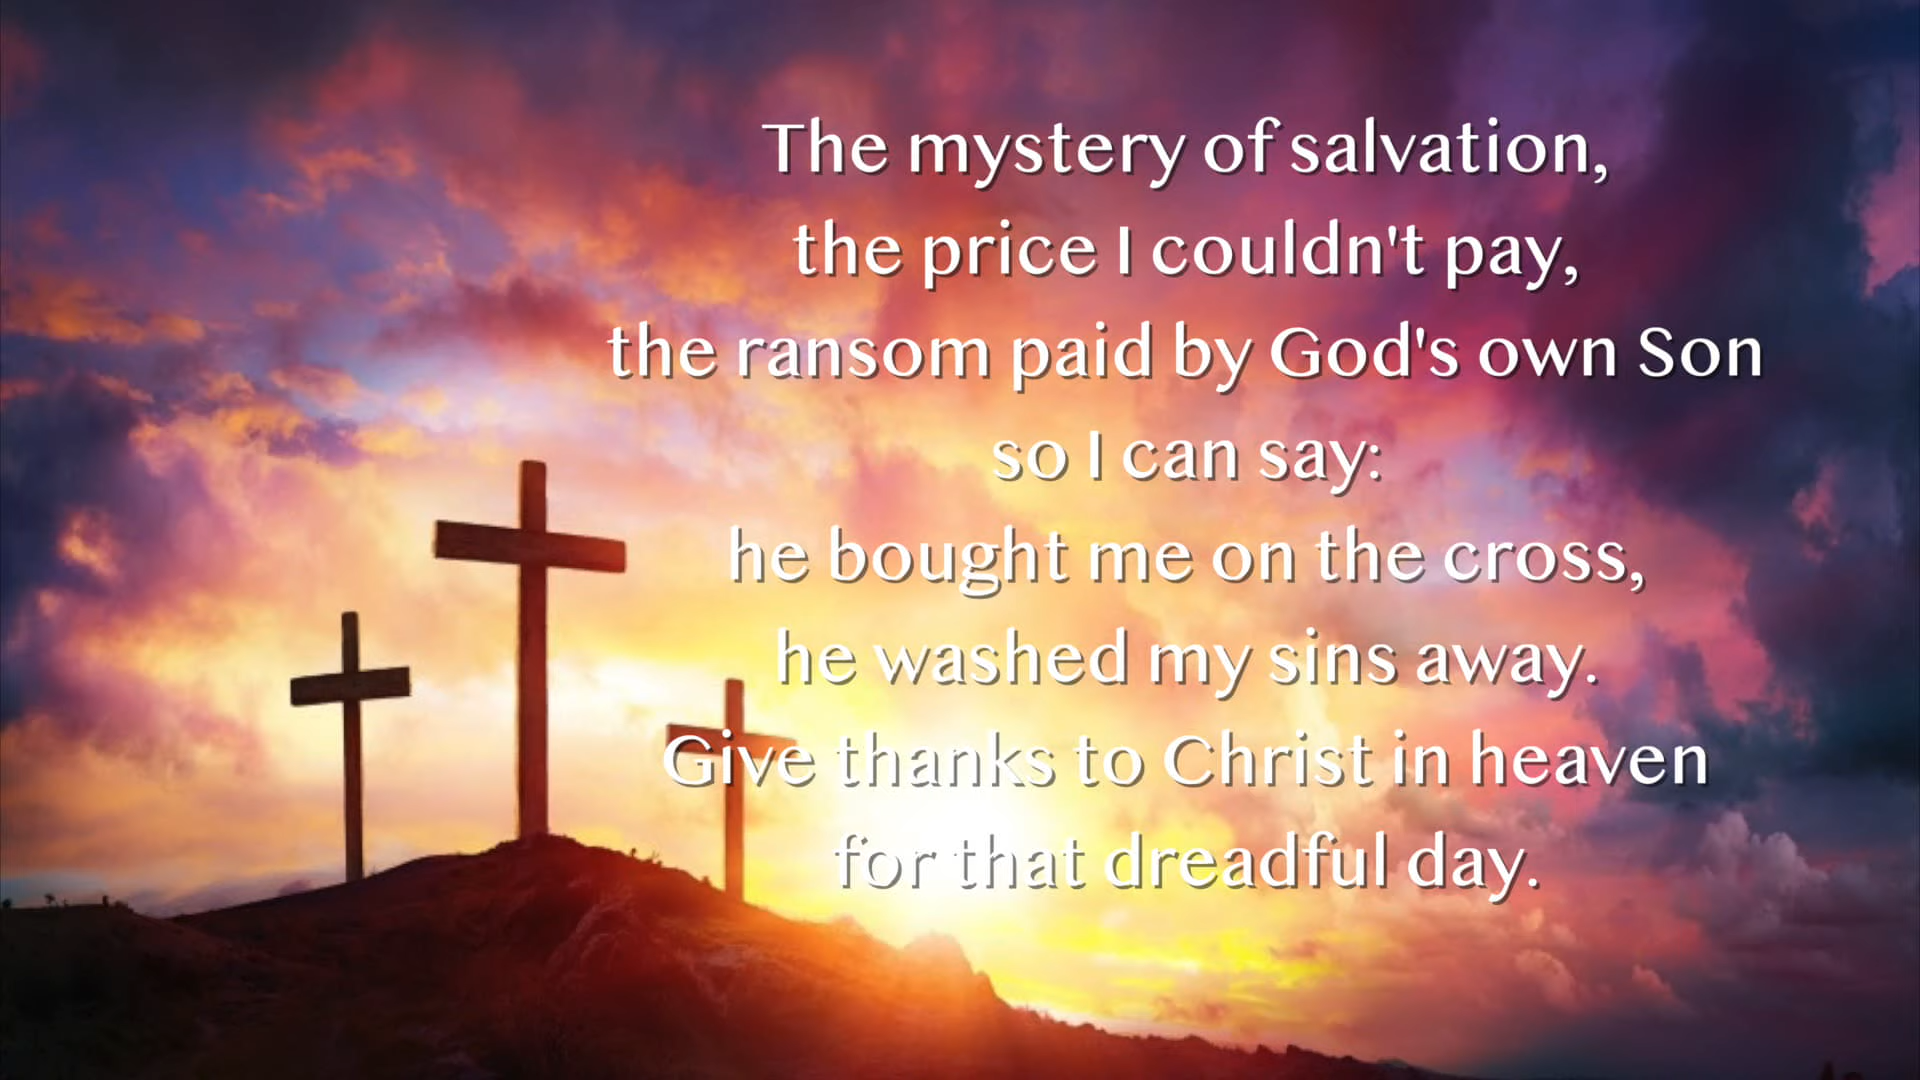 The mystery of salvation,
the price I couldn't pay,
the ransom paid by God's own Son
so I can say:
he bought me on the cross,
he washed my sins away.
Give thanks to Christ in heaven
for that dreadful day.